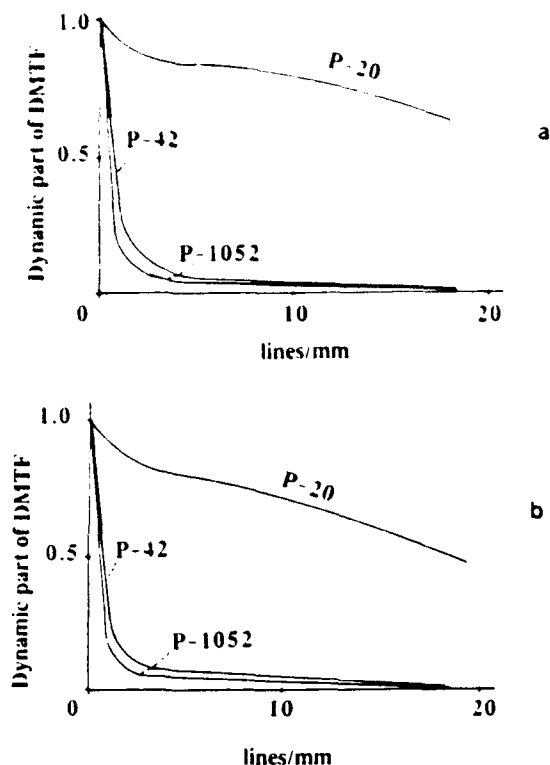 Dynamic part of DMTF
1.0
0.5
0
10
20
P-20
P-42
P-1052
lines/mm
a
Dynamic part of DMTF
1.0
0.5
0
10
20
P-20
P-42
P-1052
lines/mm
b